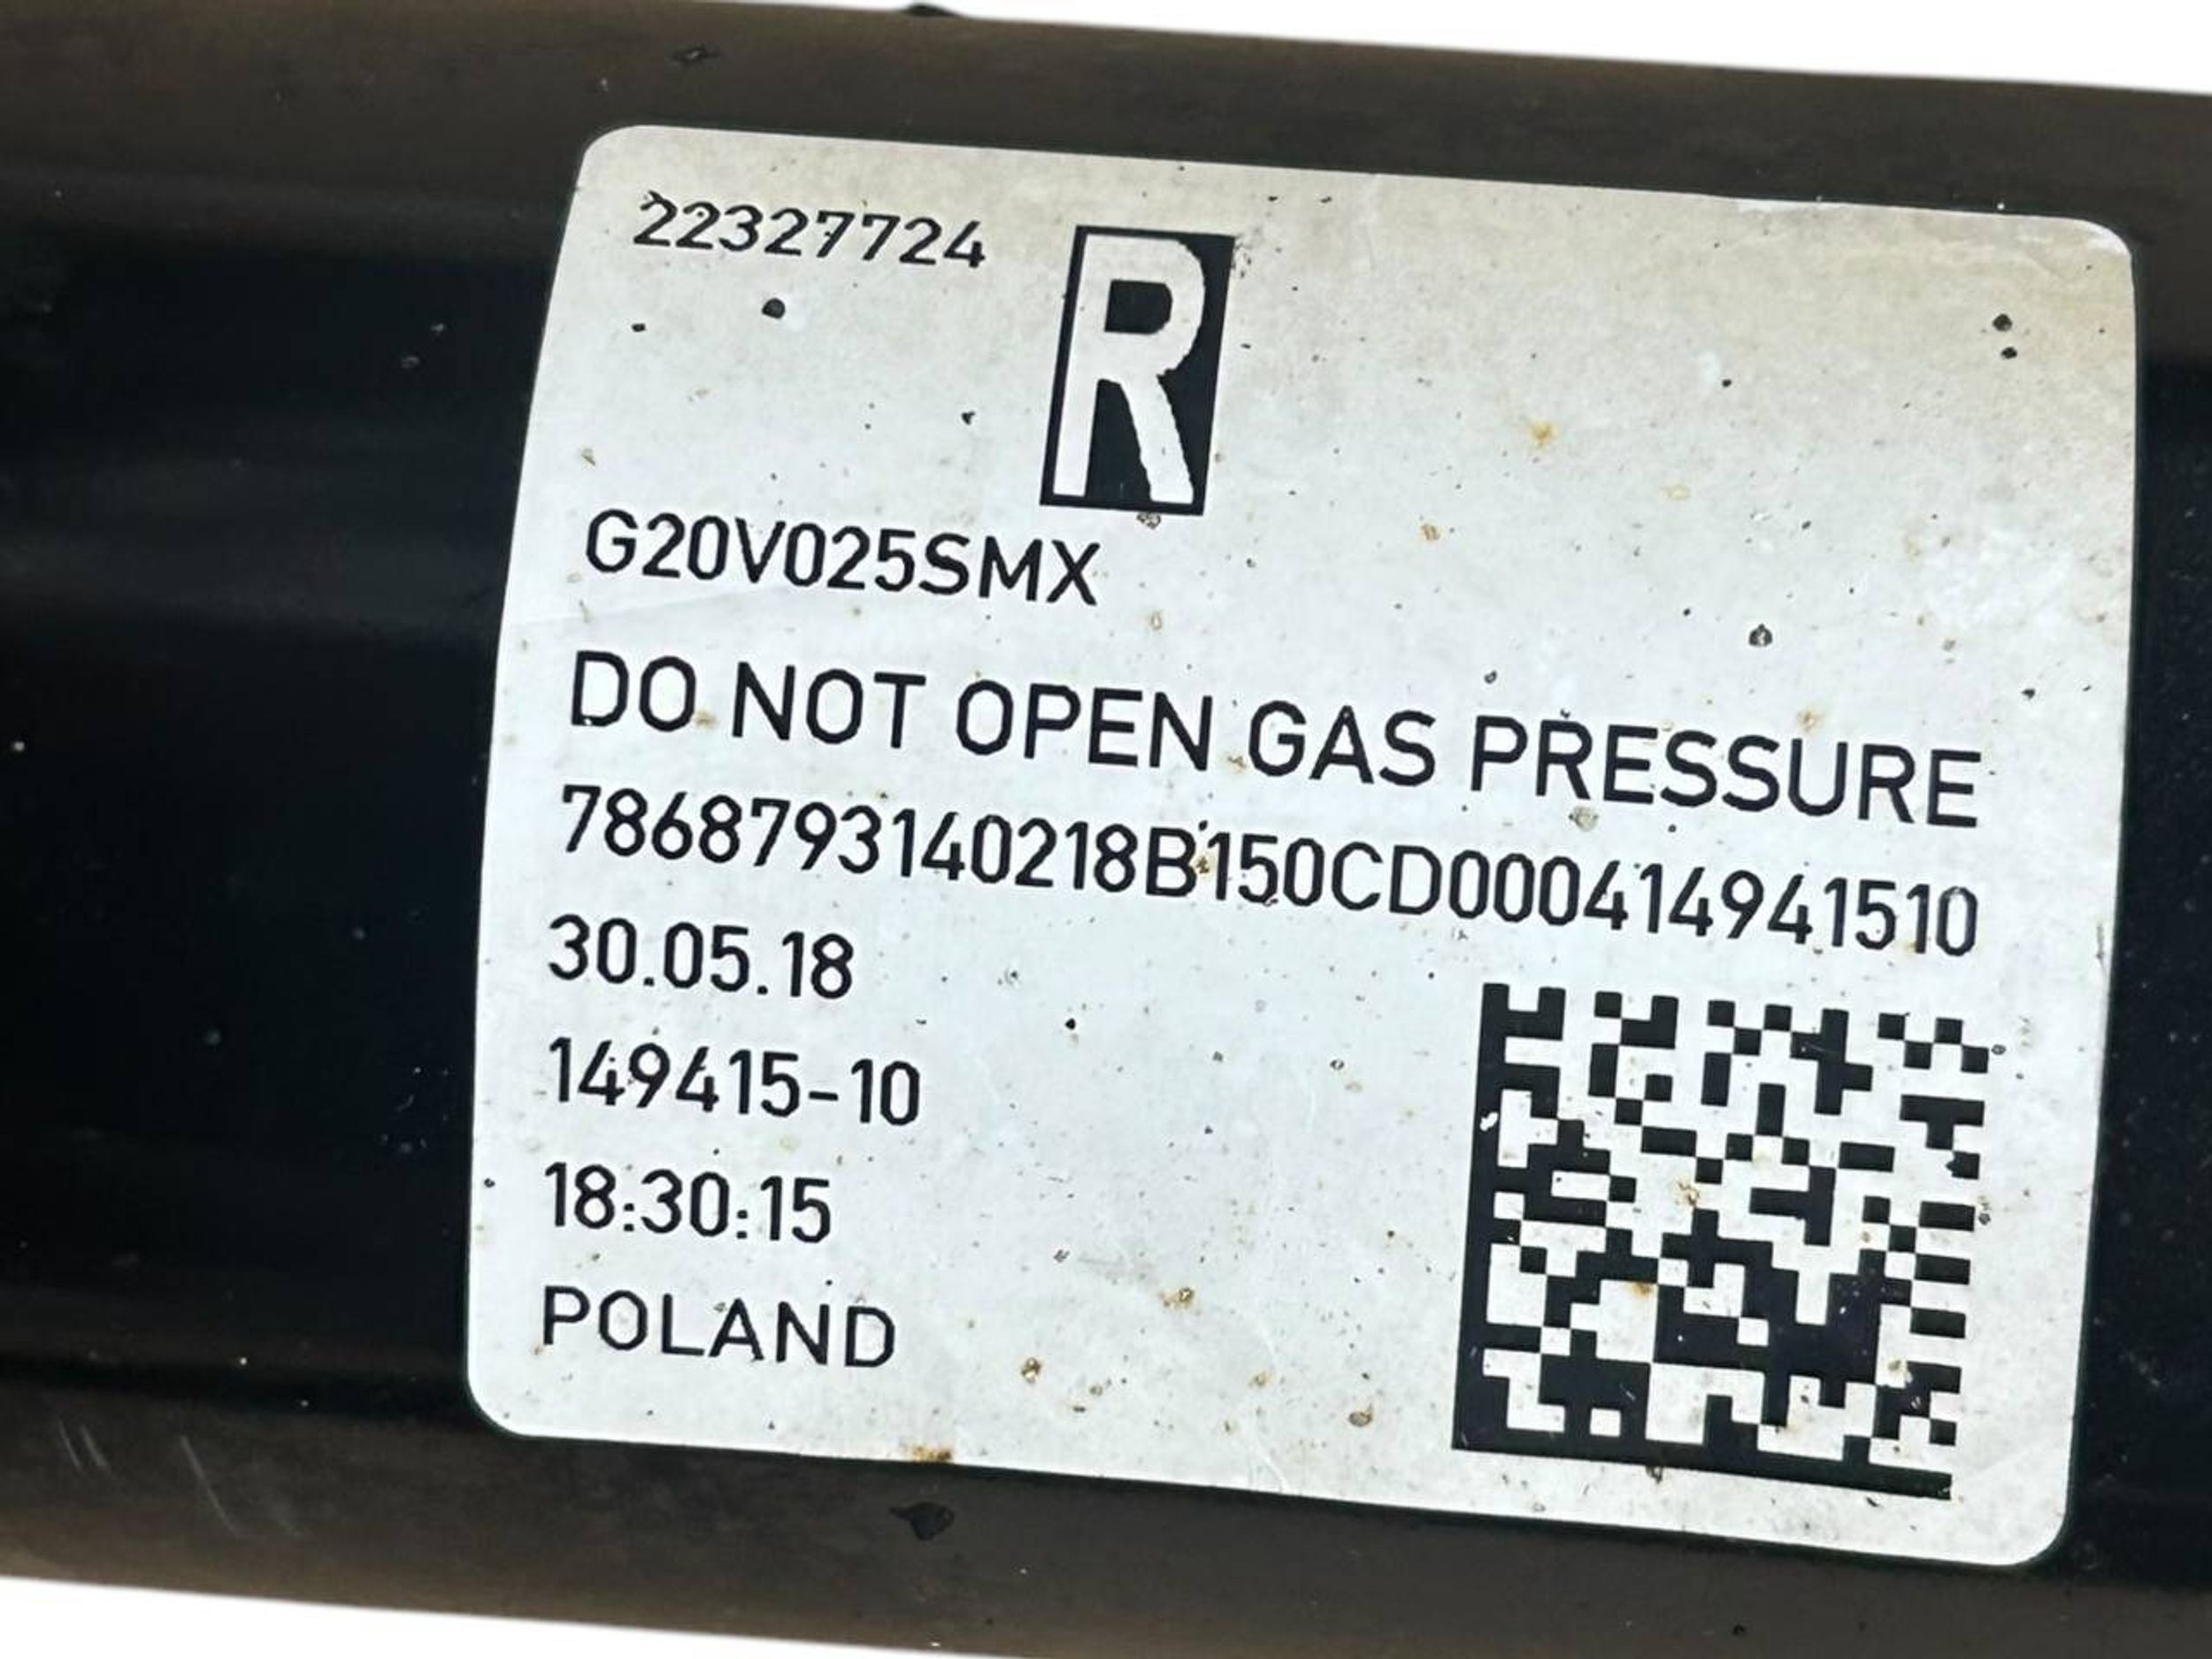 22327724
R
G20V025SMX
DO NOT OPEN GAS PRESSURE
7868793140218B150CD000414941510
30.05.18
149415-10
18:30:15
POLAND